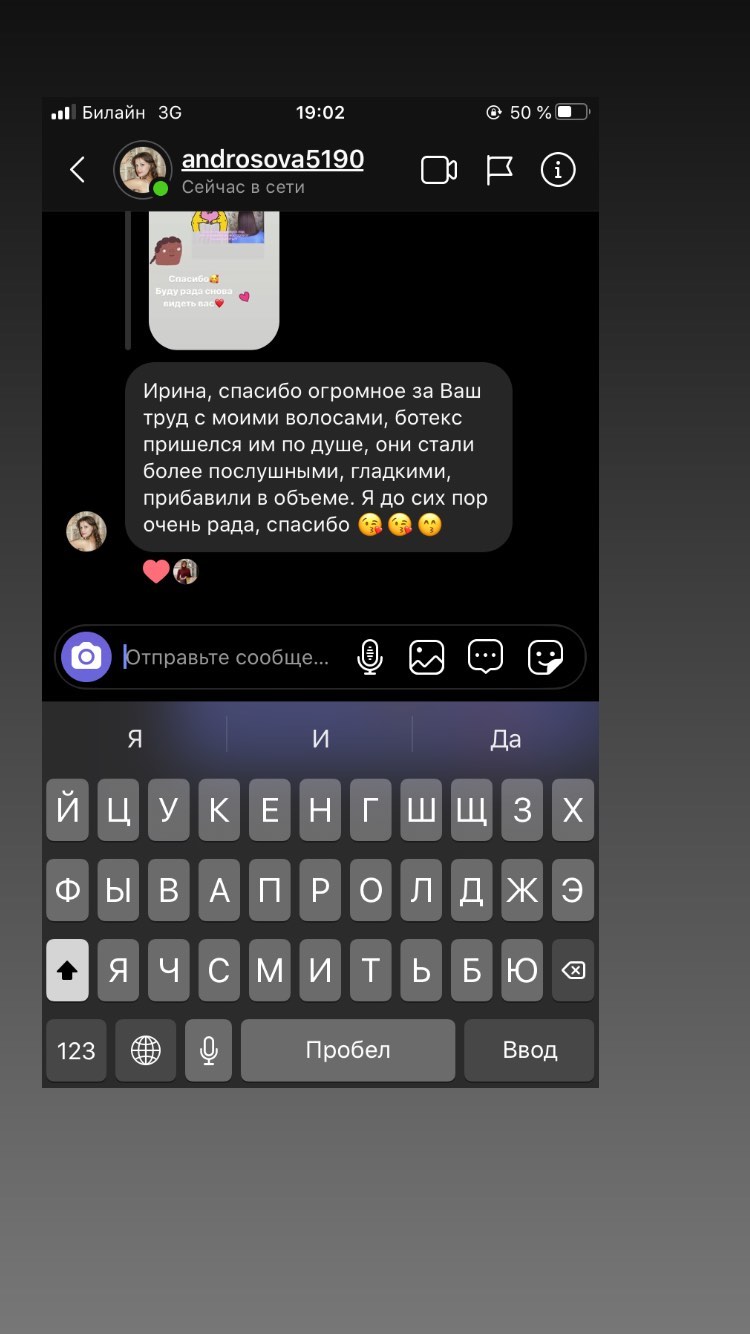 Билайн 3G 19:02 50 %
androsova5190
Сейчас в сети
Спасибо🥰
Буду рада снова
видеть вас❤️
Ирина, спасибо огромное за Ваш
труд с моими волосами, ботекс
пришелся им по душе, они стали
более послушными, гладкими,
прибавили в объеме. Я до сих пор
очень рада, спасибо 😘😘😙
Отправьте сообще...
Я И Да
Й Ц У К Е Н Г Ш Щ З Х
Ф Ы В А П Р О Л Д Ж Э
Я Ч С М И Т Ь Б Ю
123 Пробел Ввод